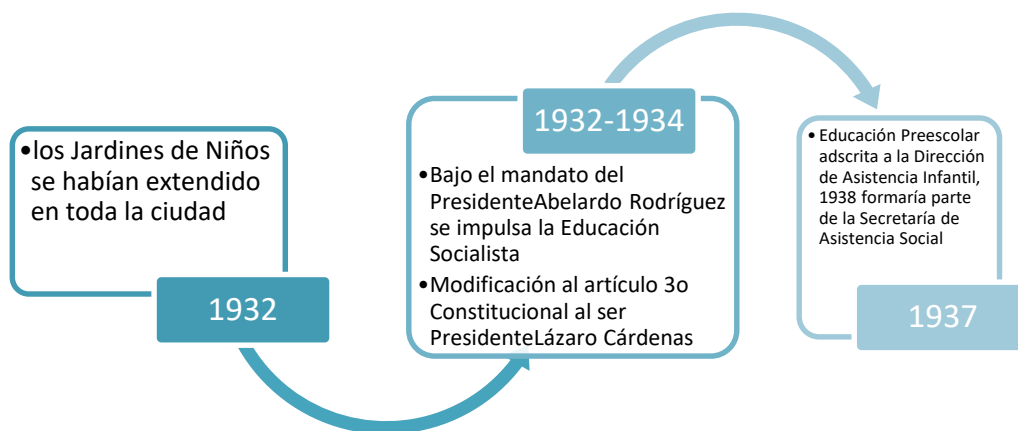 •los Jardines de Niños
se habían extendido
en toda la ciudad
1932
1932-1934
•Bajo el mandato del
PresidenteAbelardo Rodríguez
se impulsa la Educación
Socialista
•Modificación al artículo 3o
Constitucional al ser
PresidenteLázaro Cárdenas
• Educación Preescolar
adscrita a la Dirección
de Asistencia Infantil,
1938 formaría parte
de la Secretaría de
Asistencia Social
1937